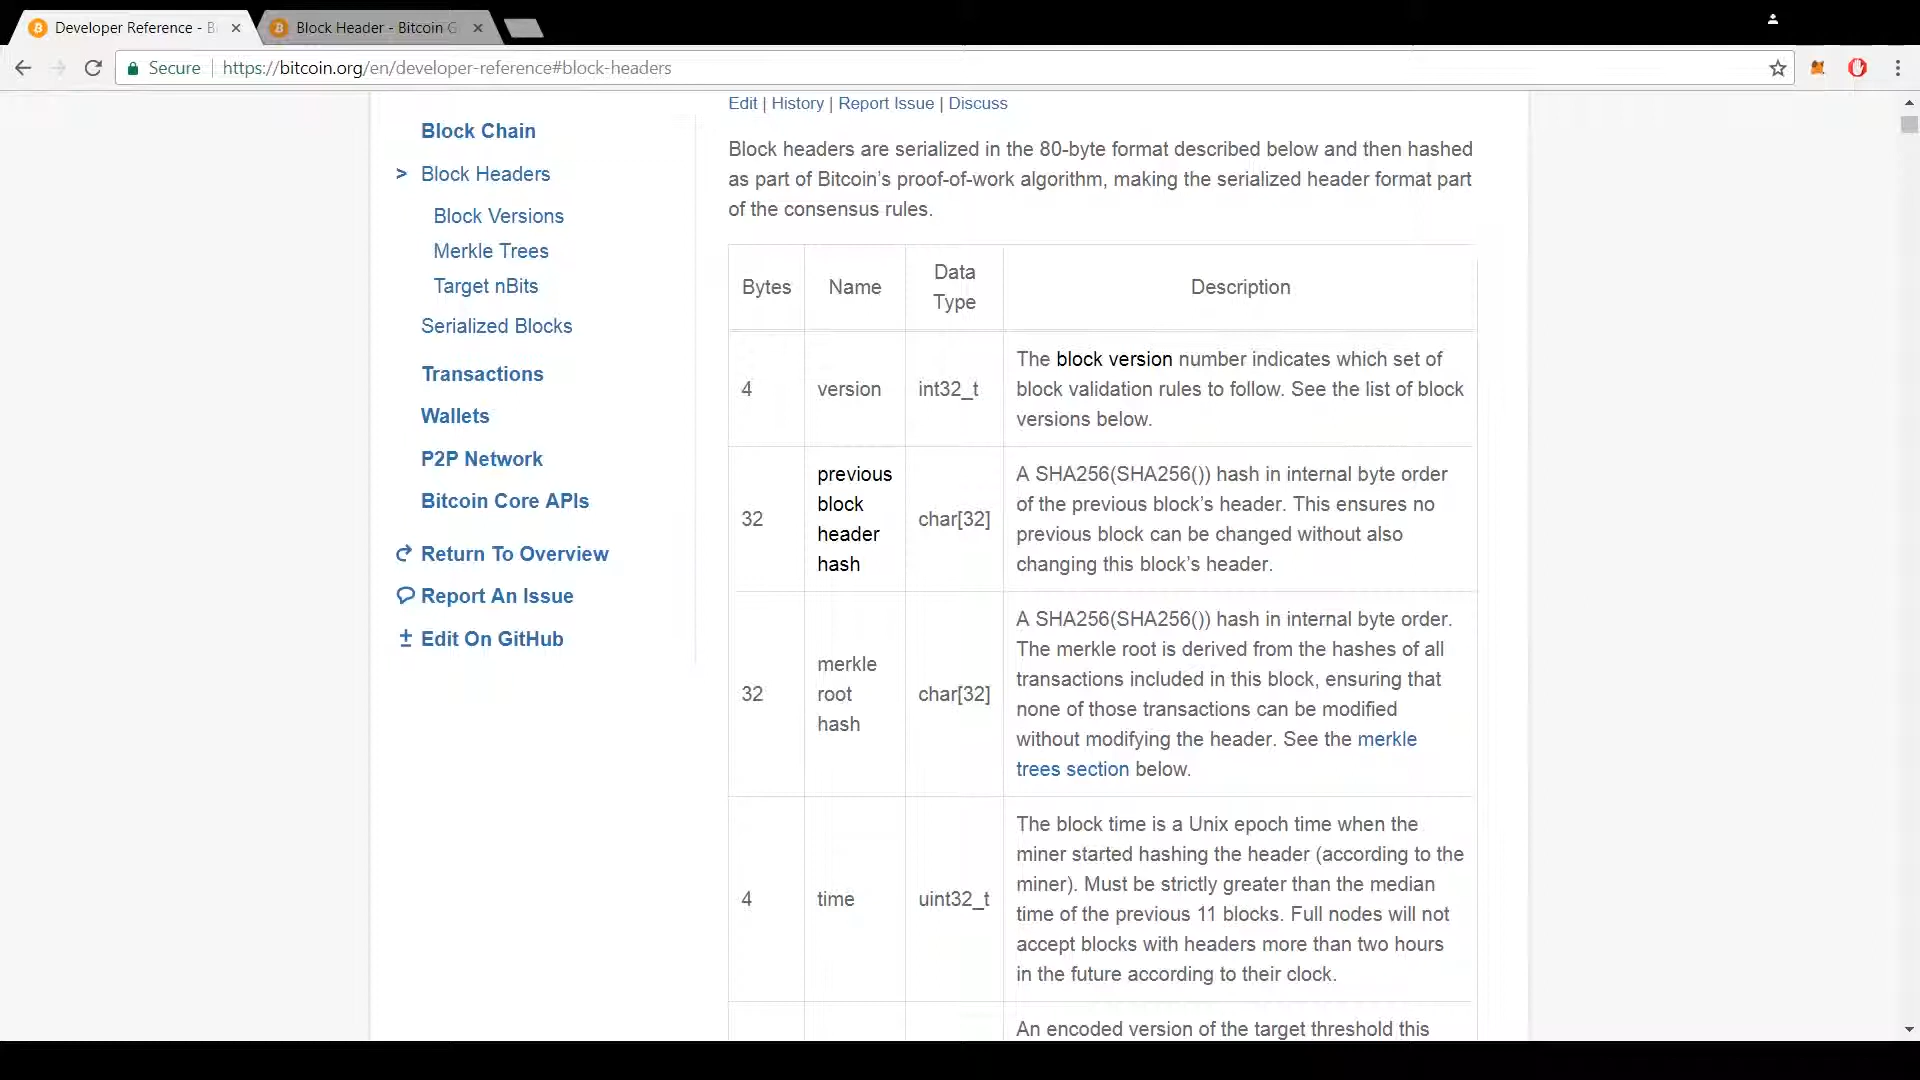 Developer Reference - B
Block Header - Bitcoin G
Secure
https://bitcoin.org/en/developer-reference#block-headers
Block Chain
> Block Headers
Block Versions
Merkle Trees
Target nBits
Serialized Blocks
Transactions
Wallets
P2P Network
Bitcoin Core APIs
Return To Overview
Report An Issue
Edit On GitHub
Edit | History | Report Issue | Discuss
Block headers are serialized in the 80-byte format described below and then hashed
as part of Bitcoin’s proof-of-work algorithm, making the serialized header format part
of the consensus rules.
Bytes
Name
Data
Type
Description
4
version
int32_t
The block version number indicates which set of
block validation rules to follow. See the list of block
versions below.
32
previous
block
header
hash
char[32]
A SHA256(SHA256()) hash in internal byte order
of the previous block’s header. This ensures no
previous block can be changed without also
changing this block’s header.
32
merkle
root
hash
char[32]
A SHA256(SHA256()) hash in internal byte order.
The merkle root is derived from the hashes of all
transactions included in this block, ensuring that
none of those transactions can be modified
without modifying the header. See the merkle
trees section below.
4
time
uint32_t
The block time is a Unix epoch time when the
miner started hashing the header (according to the
miner). Must be strictly greater than the median
time of the previous 11 blocks. Full nodes will not
accept blocks with headers more than two hours
in the future according to their clock.
An encoded version of the target threshold this